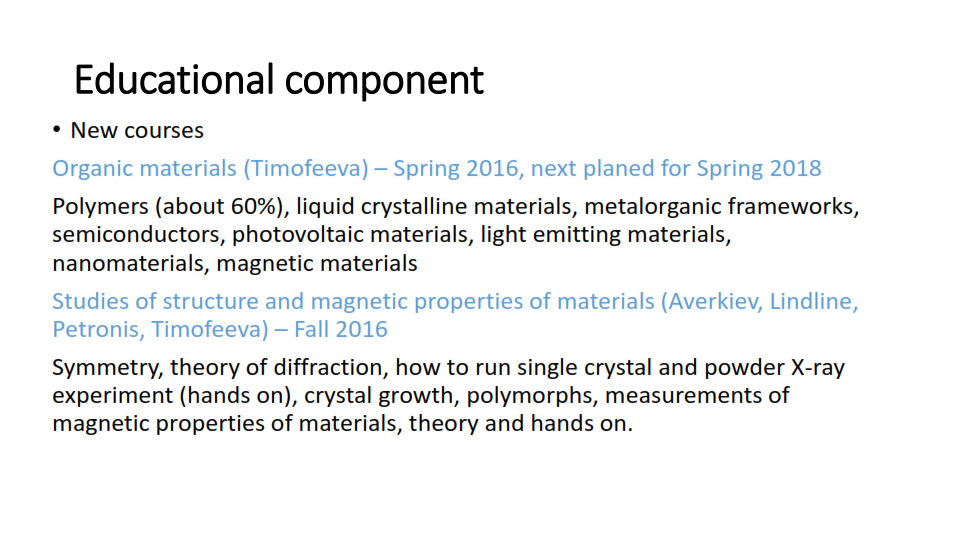 Educational component
• New courses
Organic materials (Timofeeva) – Spring 2016, next planed for Spring 2018
Polymers (about 60%), liquid crystalline materials, metalorganic frameworks,
semiconductors, photovoltaic materials, light emitting materials,
nanomaterials, magnetic materials
Studies of structure and magnetic properties of materials (Averkiev, Lindline,
Petronis, Timofeeva) – Fall 2016
Symmetry, theory of diffraction, how to run single crystal and powder X-ray
experiment (hands on), crystal growth, polymorphs, measurements of
magnetic properties of materials, theory and hands on.